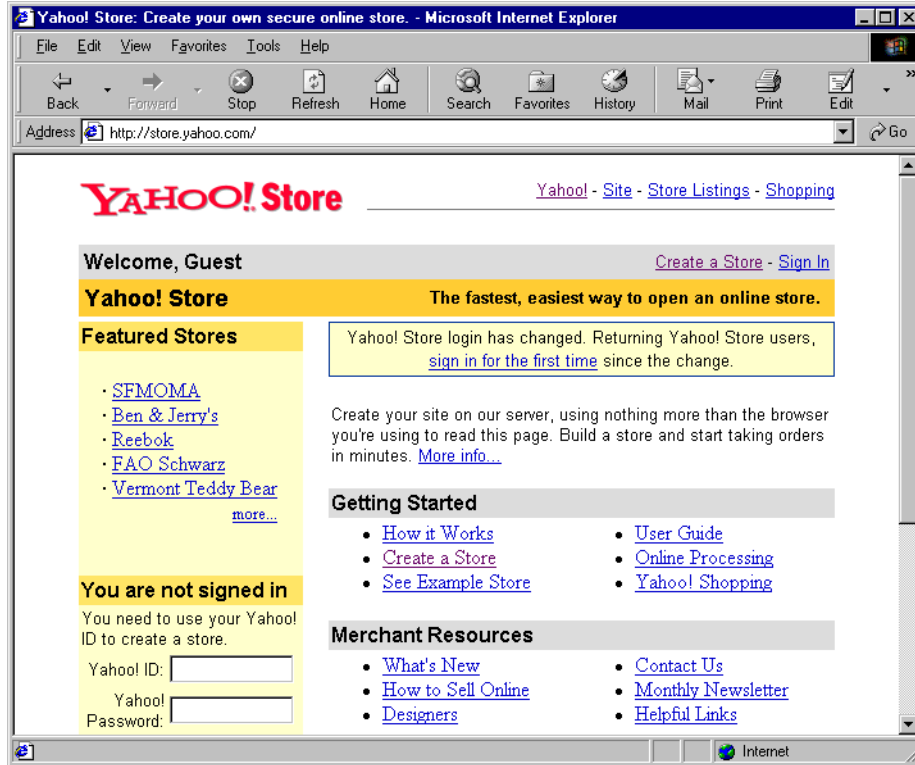 Yahoo! Store: Create your own secure online store. - Microsoft Internet Explorer
File Edit View Favorites Tools Help
Back Forward Stop Refresh Home Search Favorites History Mail Print Edit »
Address http://store.yahoo.com/ Go
YAHOO! Store
Yahoo! - Site - Store Listings - Shopping
Welcome, Guest
Create a Store - Sign In
Yahoo! Store
The fastest, easiest way to open an online store.
Featured Stores
· SFMOMA
· Ben & Jerry's
· Reebok
· FAO Schwarz
· Vermont Teddy Bear
more...
You are not signed in
You need to use your Yahoo!
ID to create a store.
Yahoo! ID:
Yahoo!
Password:
Yahoo! Store login has changed. Returning Yahoo! Store users,
sign in for the first time since the change.
Create your site on our server, using nothing more than the browser
you're using to read this page. Build a store and start taking orders
in minutes. More info...
Getting Started
• How it Works
• Create a Store
• See Example Store
• User Guide
• Online Processing
• Yahoo! Shopping
Merchant Resources
• What's New
• How to Sell Online
• Designers
• Contact Us
• Monthly Newsletter
• Helpful Links
Internet